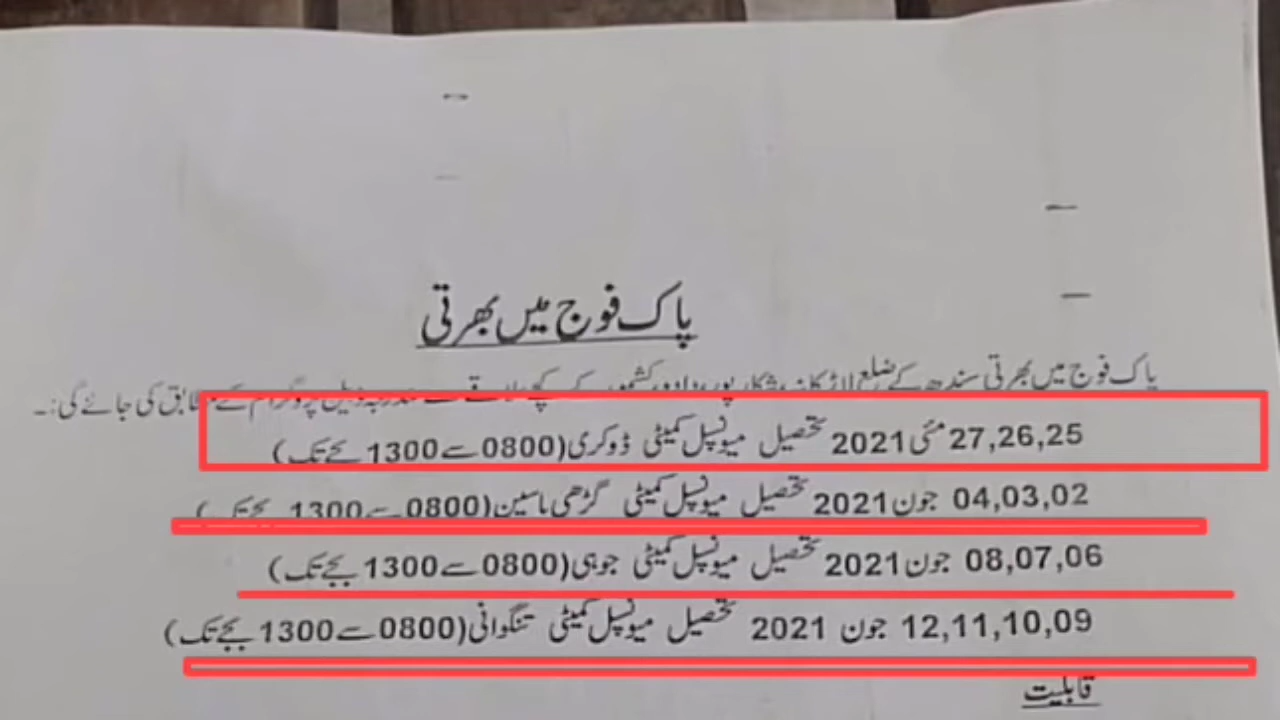 پاک فوج میں بھرتی
پاک فوج میں بھرتی سندھ کے ضلع لاڑکانہ، شکارپور، دادو، کشمور کے کچے علاقے مندرجہ ذیل پروگرام کے مطابق کی جائے گی:۔
27,26,25 مئی 2021 تحصیل میونسپل کمیٹی ڈوکری (0800 سے 1300 بجے تک)
04,03,02 جون 2021 تحصیل میونسپل کمیٹی گڑھی یاسین (0800 سے 1300 بجے تک)
08,07,06 جون 2021 تحصیل میونسپل کمیٹی جوہی (0800 سے 1300 بجے تک)
12,11,10,09 جون 2021 تحصیل میونسپل کمیٹی تنگوانی (0800 سے 1300 بجے تک)
قابلیت